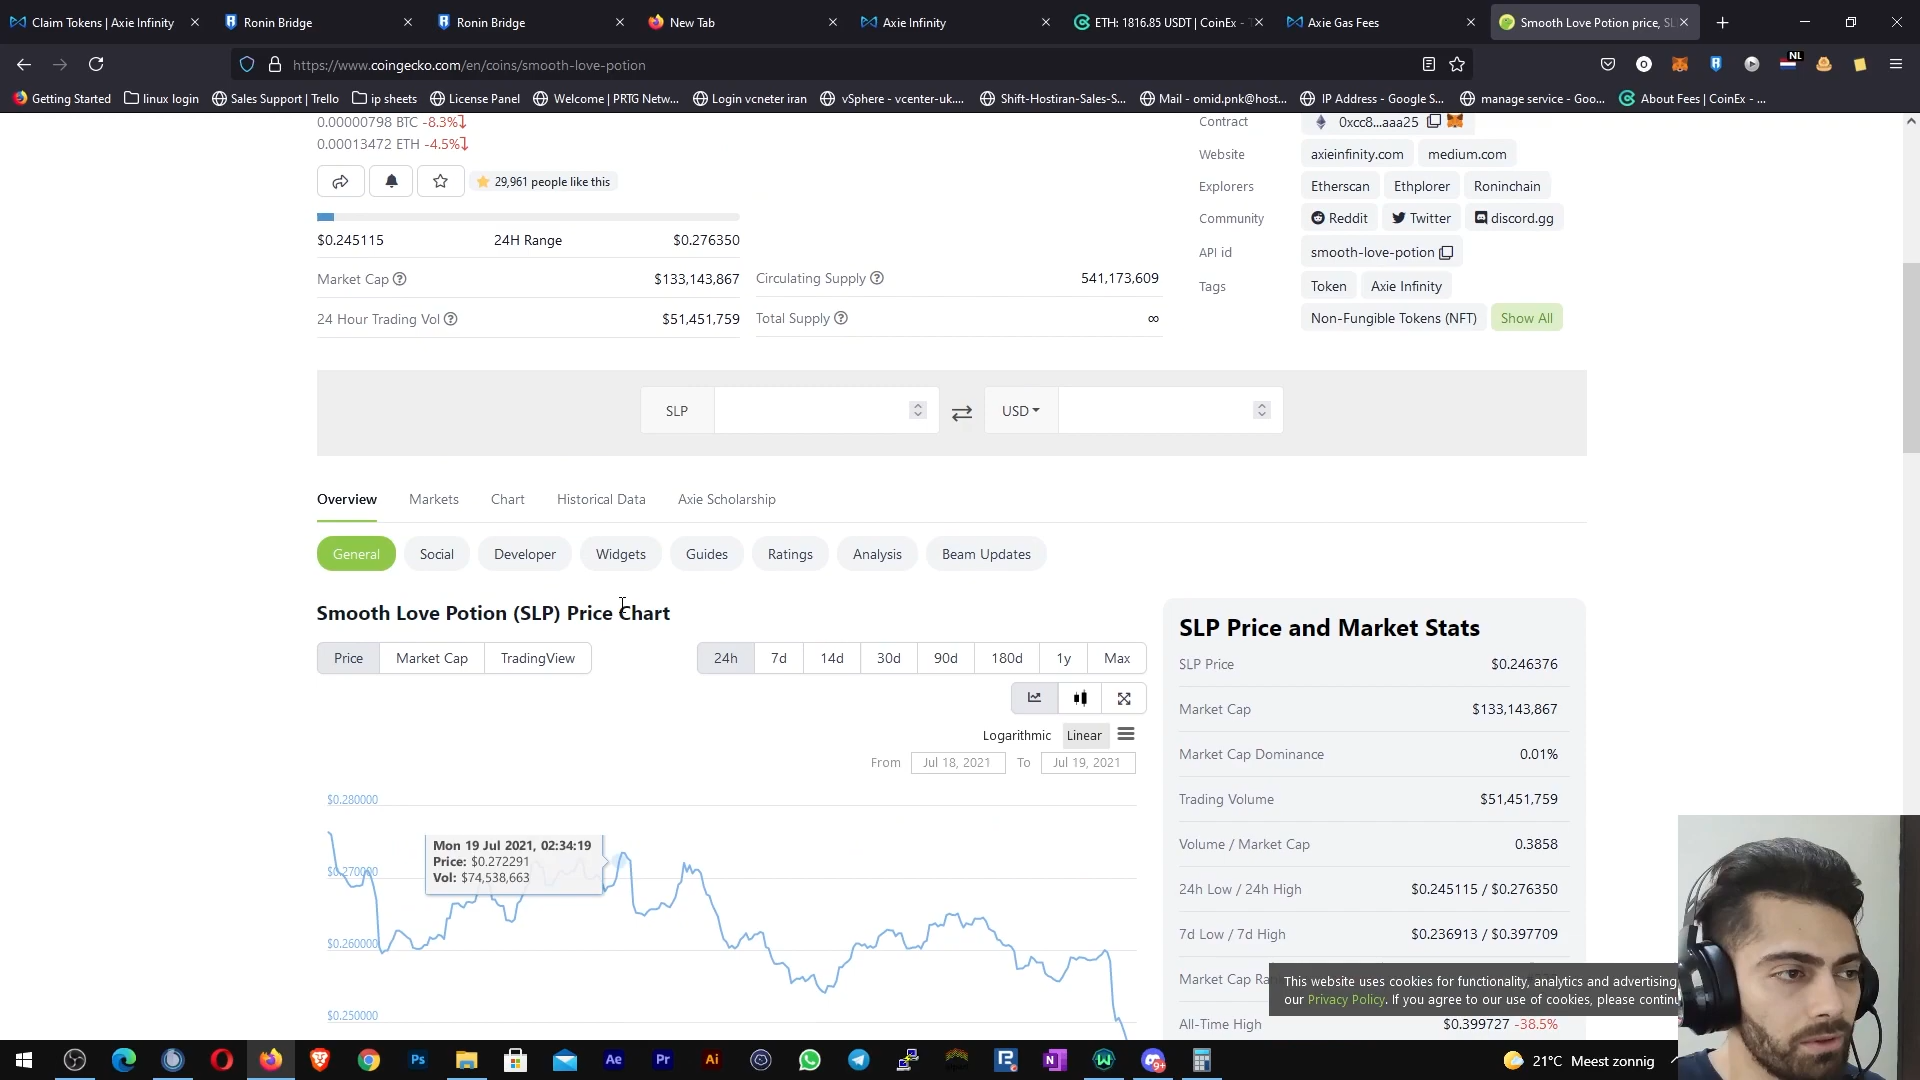 Claim Tokens | Axie Infinity
Ronin Bridge
Ronin Bridge
New Tab
Axie Infinity
ETH: 1816.85 USDT | CoinEx -
Axie Gas Fees
Smooth Love Potion price, SL
https://www.coingecko.com/en/coins/smooth-love-potion
NL
Getting Started
linux login
Sales Support | Trello
ip sheets
License Panel
Welcome | PRTG Netw...
Login vcneter iran
vSphere - vcenter-uk....
Shift-Hostiran-Sales-S...
Mail - omid.pnk@host...
IP Address - Google S...
manage service - Goo...
About Fees | CoinEx - ...
0.00000798 BTC -8.3%
0.00013472 ETH -4.5%
29,961 people like this
$0.245115 24H Range $0.276350
Market Cap $133,143,867
24 Hour Trading Vol $51,451,759
Circulating Supply 541,173,609
Total Supply ∞
Contract 0xcc8...aaa25
Website axieinfinity.com medium.com
Explorers Etherscan Ethplorer Roninchain
Community Reddit Twitter discord.gg
API id smooth-love-potion
Tags Token Axie Infinity
Non-Fungible Tokens (NFT) Show All
SLP USD
Overview Markets Chart Historical Data Axie Scholarship
General Social Developer Widgets Guides Ratings Analysis Beam Updates
Smooth Love Potion (SLP) Price Chart
Price Market Cap TradingView
24h 7d 14d 30d 90d 180d 1y Max
Logarithmic Linear
From Jul 18, 2021 To Jul 19, 2021
$0.280000
$0.270000
$0.260000
$0.250000
Mon 19 Jul 2021, 02:34:19
Price: $0.272291
Vol: $74,538,663
SLP Price and Market Stats
SLP Price $0.246376
Market Cap $133,143,867
Market Cap Dominance 0.01%
Trading Volume $51,451,759
Volume / Market Cap 0.3858
24h Low / 24h High $0.245115 / $0.276350
7d Low / 7d High $0.236913 / $0.397709
Market Cap Ra
All-Time High $0.399727 -38.5%
This website uses cookies for functionality, analytics and advertising
our Privacy Policy. If you agree to our use of cookies, please continu
Ps
Ae
Pr
Ai
9+
21°C Meest zonnig